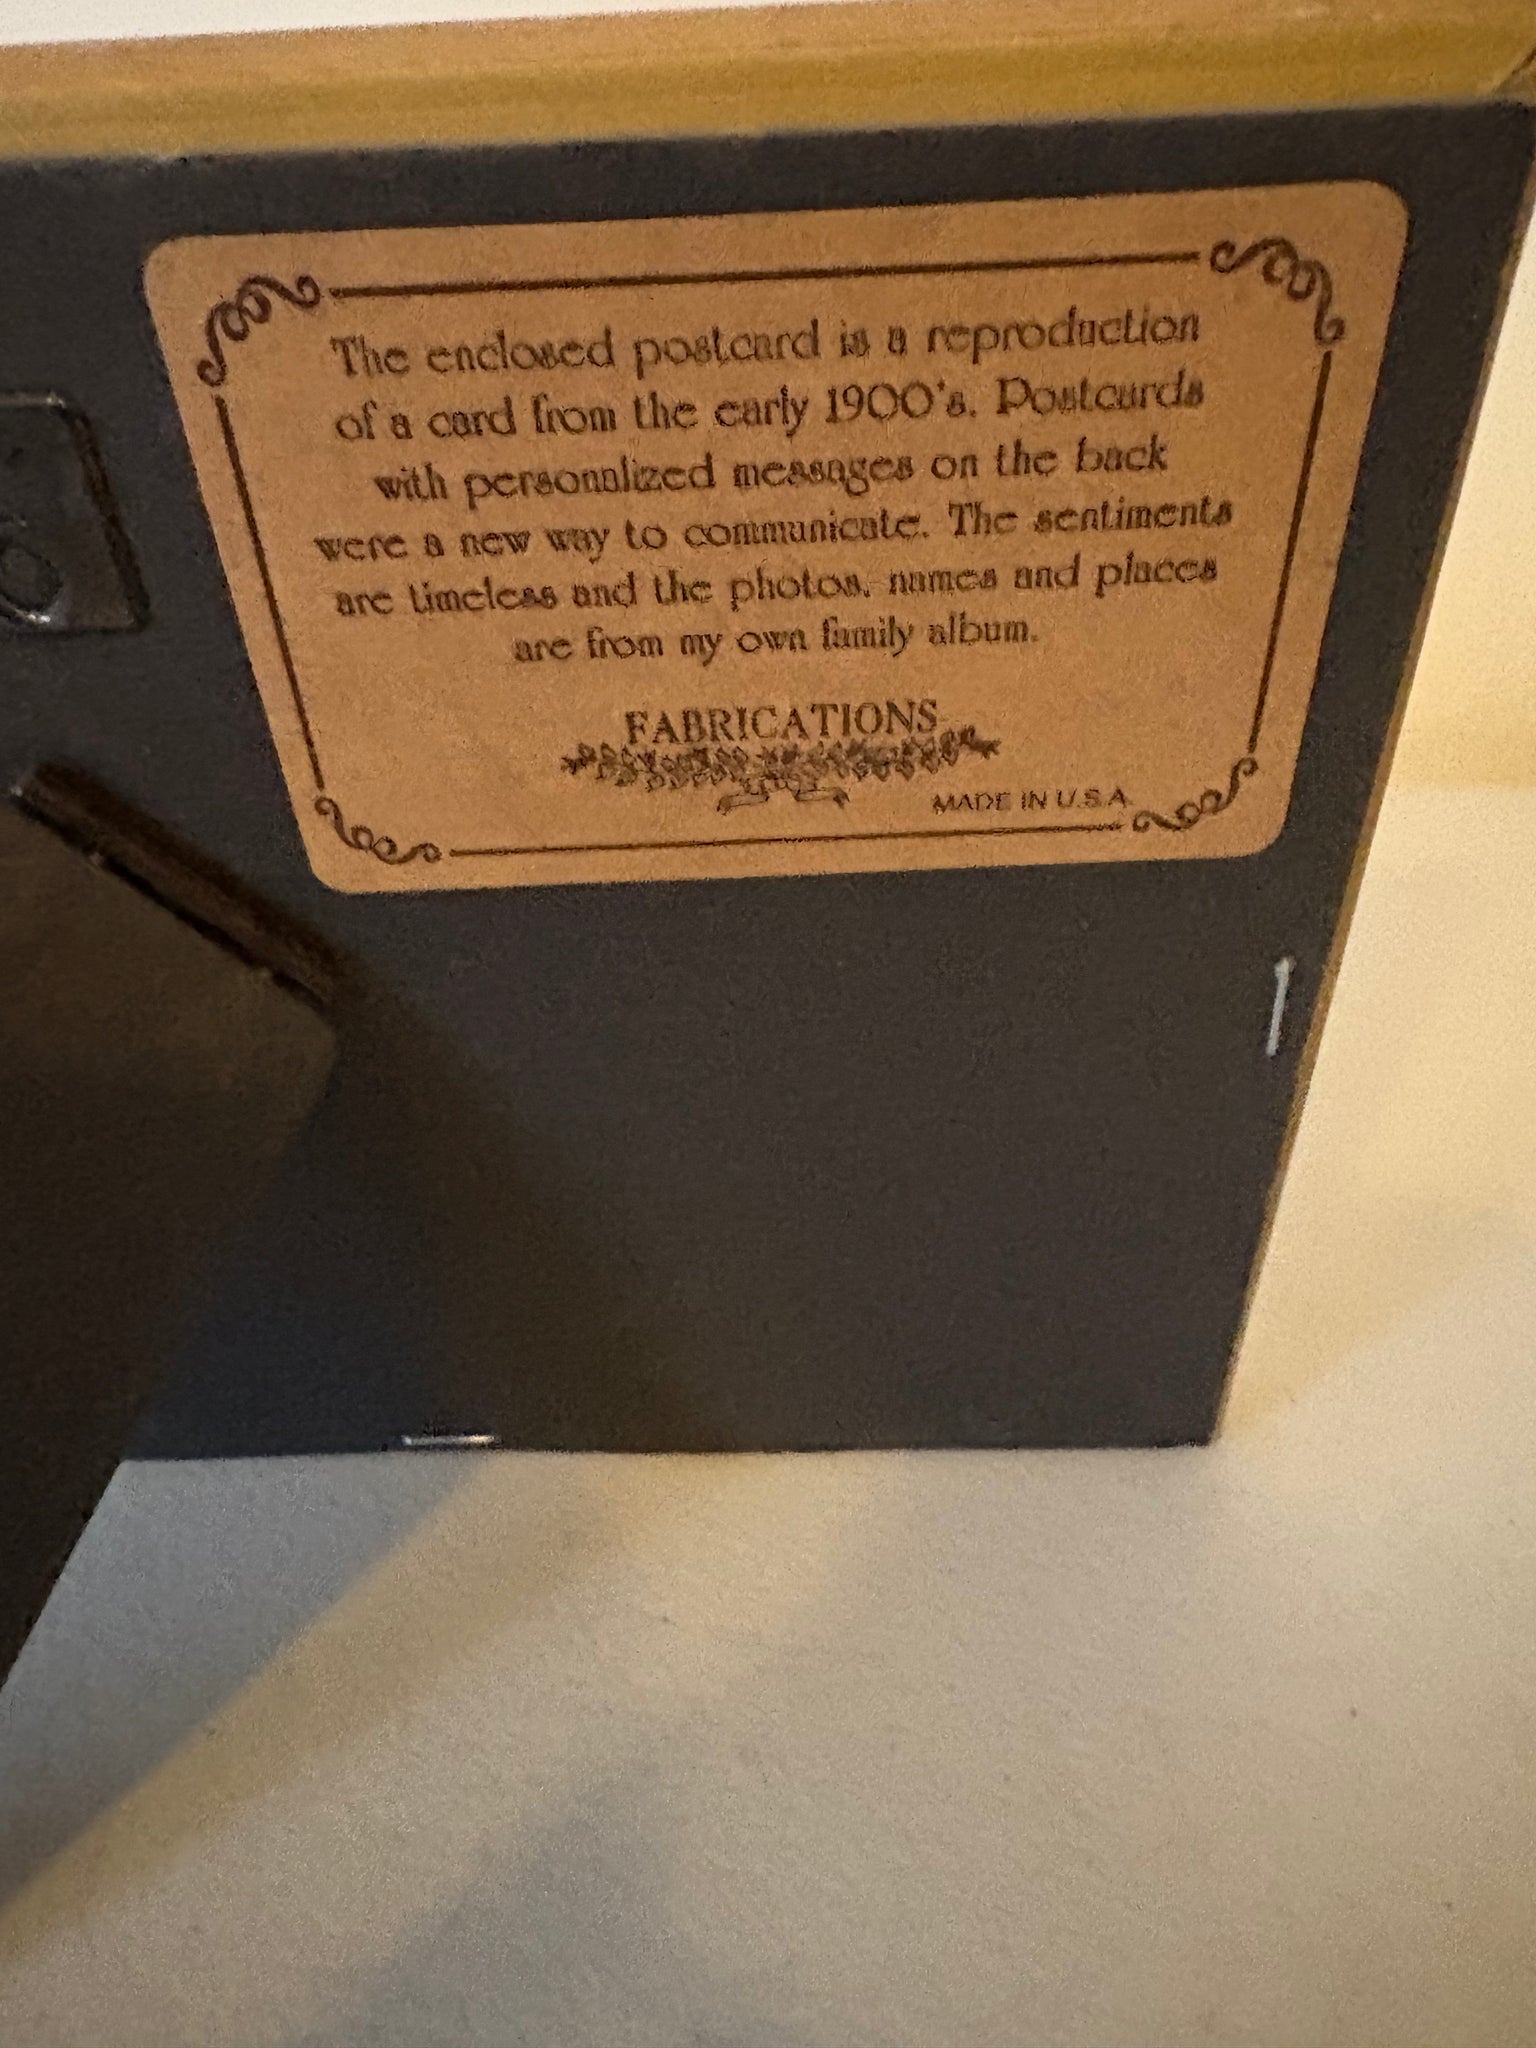 The enclosed postcard is a reproduction
of a card from the early 1900's. Postcards
with personalized messages on the back
were a new way to communicate. The sentiments
are timeless and the photos, names and places
are from my own family album.
FABRICATIONS
MADE IN U.S.A.